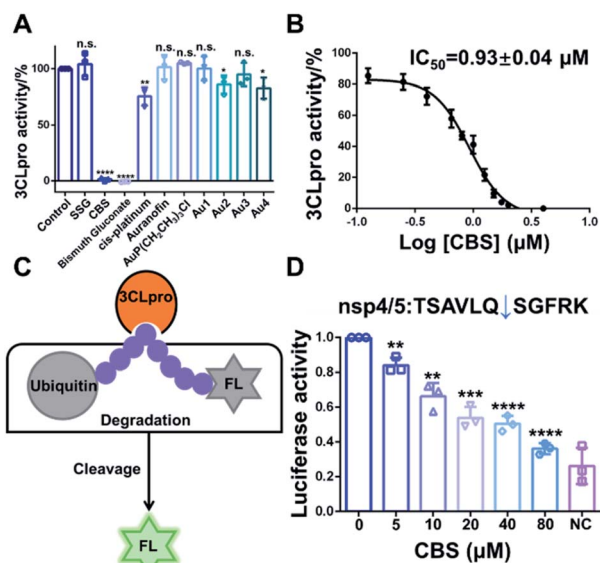 A
3CLpro activity/%
100
50
0
n.s.
****
****
**
n.s.
n.s.
n.s.
*
n.s.
*
Control
SSG
CBS
Bismuth Gluconate
cis-platinum
Auranofin
AuP(CH2CH3)3Cl
Au1
Au2
Au3
Au4
B
IC50=0.93±0.04 μM
3CLpro activity/%
100
80
60
40
20
0
-1.0
-0.5
0.0
0.5
1.0
Log [CBS] (μM)
C
3CLpro
Ubiquitin
FL
Degradation
Cleavage
FL
D
nsp4/5:TSAVLQ↓SGFRK
Luciferase activity
1.0
0.8
0.6
0.4
0.2
0.0
**
**
***
****
****
0 5 10 20 40 80 NC
CBS (μM)